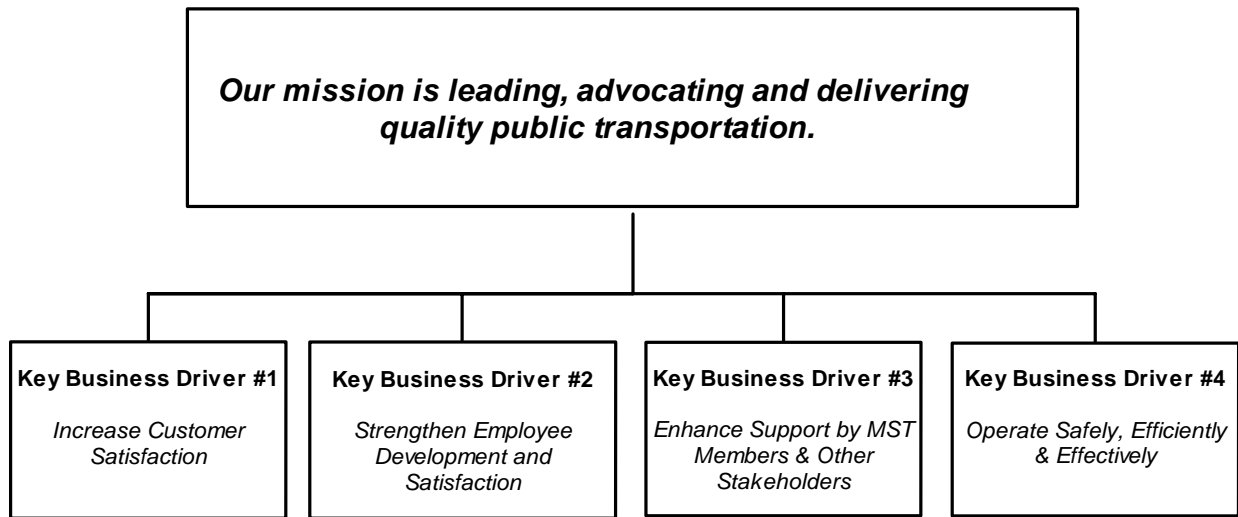 Our mission is leading, advocating and delivering
quality public transportation.
Key Business Driver #1
Increase Customer
Satisfaction
Key Business Driver #2
Strengthen Employee
Development and
Satisfaction
Key Business Driver #3
Enhance Support by MST
Members & Other
Stakeholders
Key Business Driver #4
Operate Safely, Efficiently
& Effectively